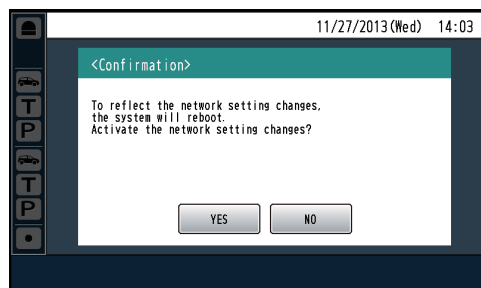 11/27/2013(Wed) 14:03
<Confirmation>
T
P
T
P
To reflect the network setting changes,
the system will reboot.
Activate the network setting changes?
YES NO